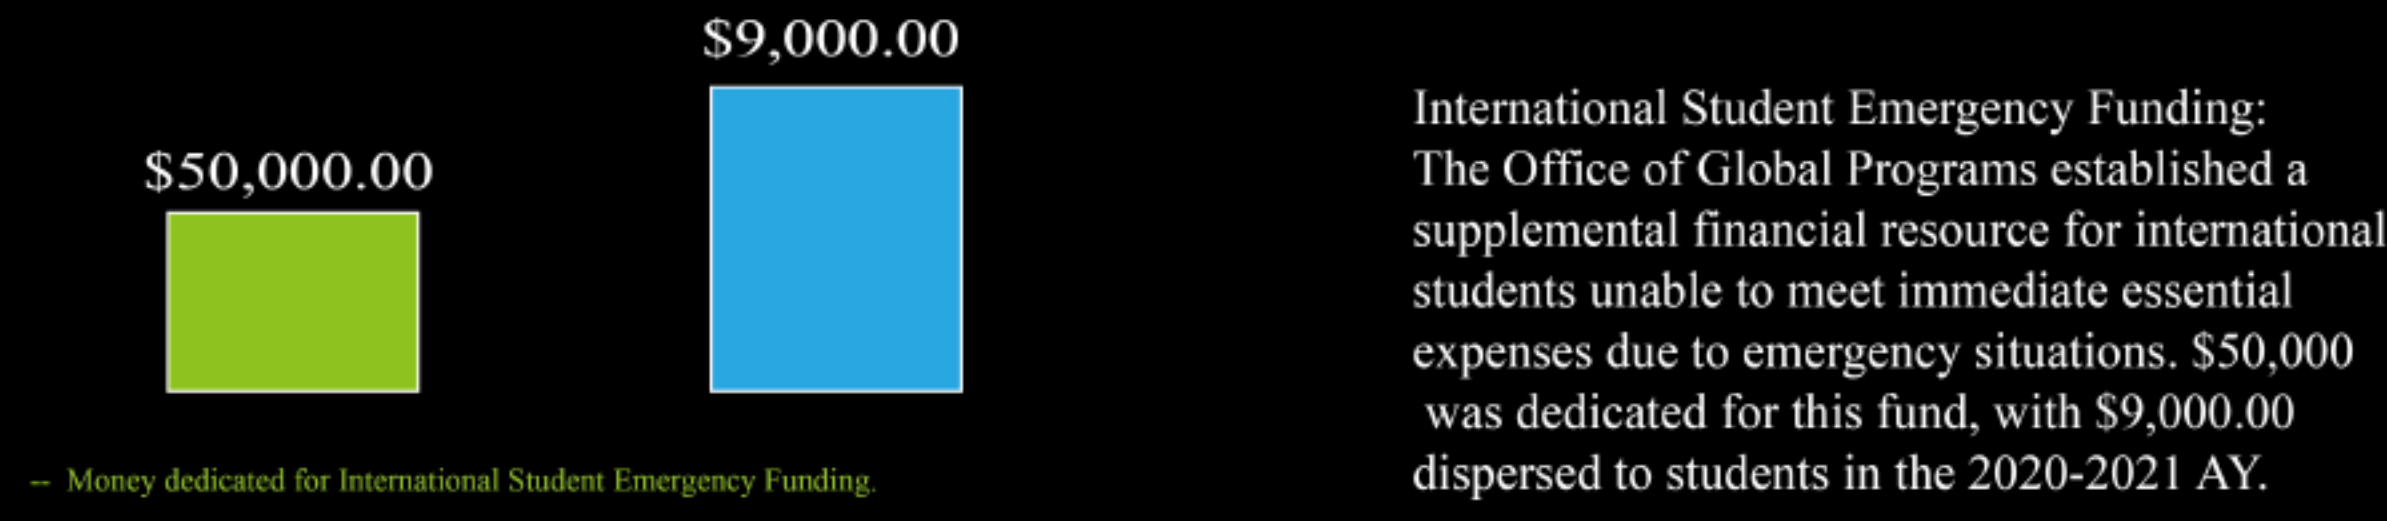 $9,000.00
$50,000.00
-- Money dedicated for International Student Emergency Funding.
International Student Emergency Funding:
The Office of Global Programs established a
supplemental financial resource for international
students unable to meet immediate essential
expenses due to emergency situations. $50,000
was dedicated for this fund, with $9,000.00
dispersed to students in the 2020-2021 AY.